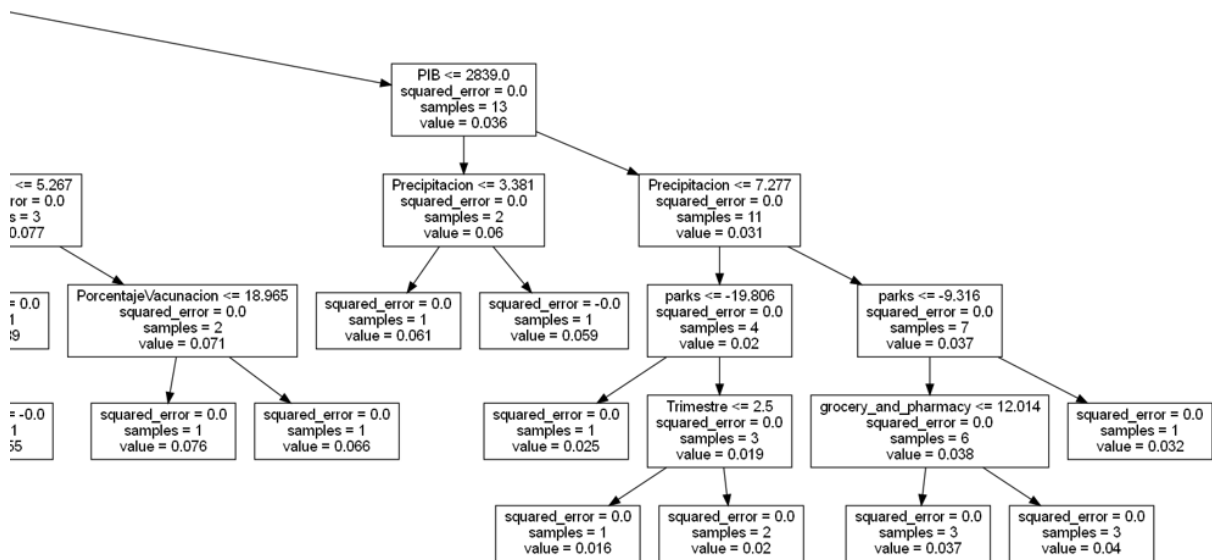 PIB <= 2839.0
squared_error = 0.0
samples = 13
value = 0.036
<= 5.267
= 0.0
= 3
Precipitacion <= 3.381
squared_error = 0.0
samples = 2
value = 0.06
Precipitacion <= 7.277
squared_error = 0.0
samples = 11
value = 0.031
= 0.0
PorcentajeVacunacion <= 18.965
squared_error = 0.0
samples = 2
value = 0.071
squared_error = 0.0
samples = 1
value = 0.061
squared_error = -0.0
samples = 1
value = 0.059
parks <= -19.806
squared_error = 0.0
samples = 4
value = 0.02
parks <= -9.316
squared_error = 0.0
samples = 7
value = 0.037
= -0.0
squared_error = 0.0
samples = 1
value = 0.076
squared_error = 0.0
samples = 1
value = 0.066
squared_error = 0.0
samples = 1
value = 0.025
Trimestre <= 2.5
squared_error = 0.0
samples = 3
value = 0.019
grocery_and_pharmacy <= 12.014
squared_error = 0.0
samples = 6
value = 0.038
squared_error = 0.0
samples = 1
value = 0.032
squared_error = 0.0
samples = 1
value = 0.016
squared_error = 0.0
samples = 2
value = 0.02
squared_error = 0.0
samples = 3
value = 0.037
squared_error = 0.0
samples = 3
value = 0.04